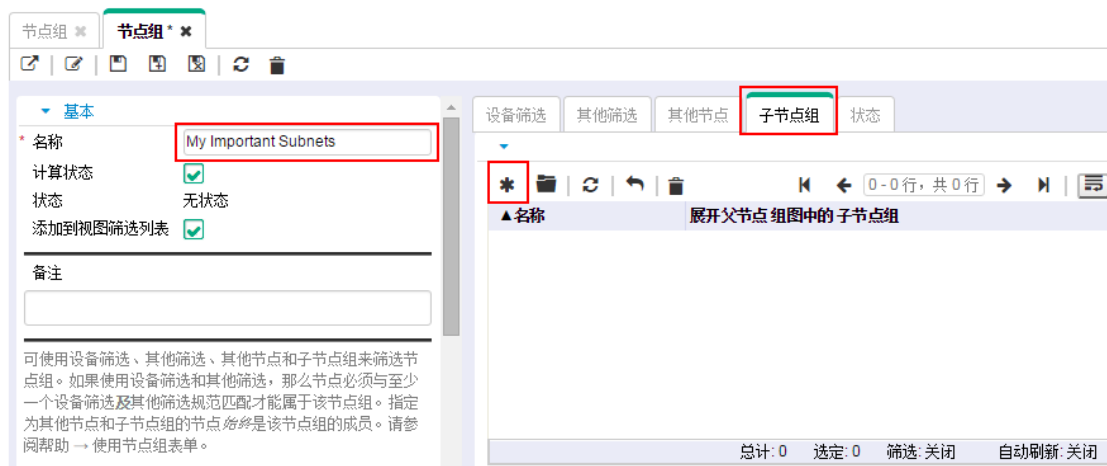 节点组 ✖ 节点组 * ✖
基本
* 名称 My Important Subnets
计算状态
状态 无状态
添加到视图筛选列表
备注
可使用设备筛选、其他筛选、其他节点和子节点组来筛选节
点组。如果使用设备筛选和其他筛选，那么节点必须与至少
一个设备筛选及其他筛选规范匹配才能属于该节点组。指定
为其他节点和子节点组的节点始终是该节点组的成员。请参
阅帮助 → 使用节点组表单。
设备筛选 其他筛选 其他节点 子节点组 状态
0 - 0 行，共 0 行
▲名称 展开父节点 组图中的 子节点组
总计: 0 选定: 0 筛选: 关闭 自动刷新: 关闭